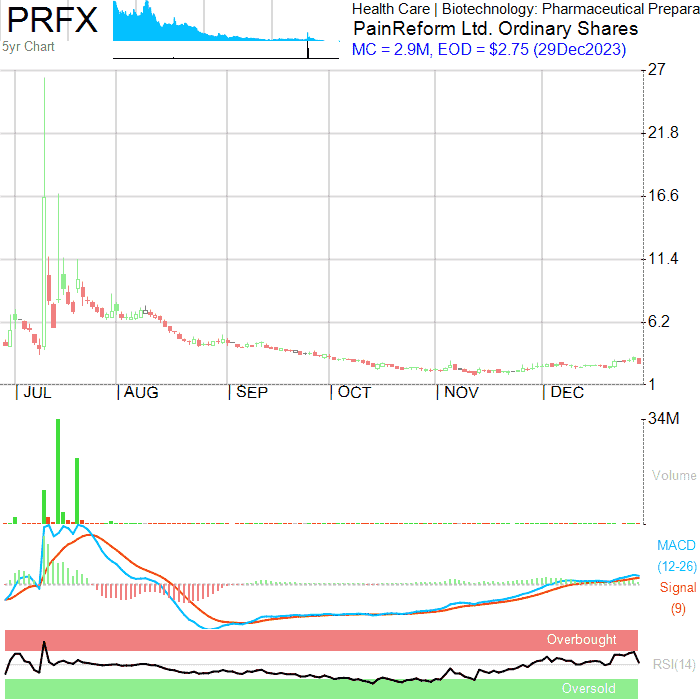 PRFX
5yr Chart
Health Care | Biotechnology: Pharmaceutical Prepara
PainReform Ltd. Ordinary Shares
MC = 2.9M, EOD = $2.75 (29Dec2023)
27
21.8
16.6
11.4
6.2
1
JUL
AUG
SEP
OCT
NOV
DEC
34M
Volume
MACD
(12-26)
Signal
(9)
Overbought
RSI(14)
Oversold